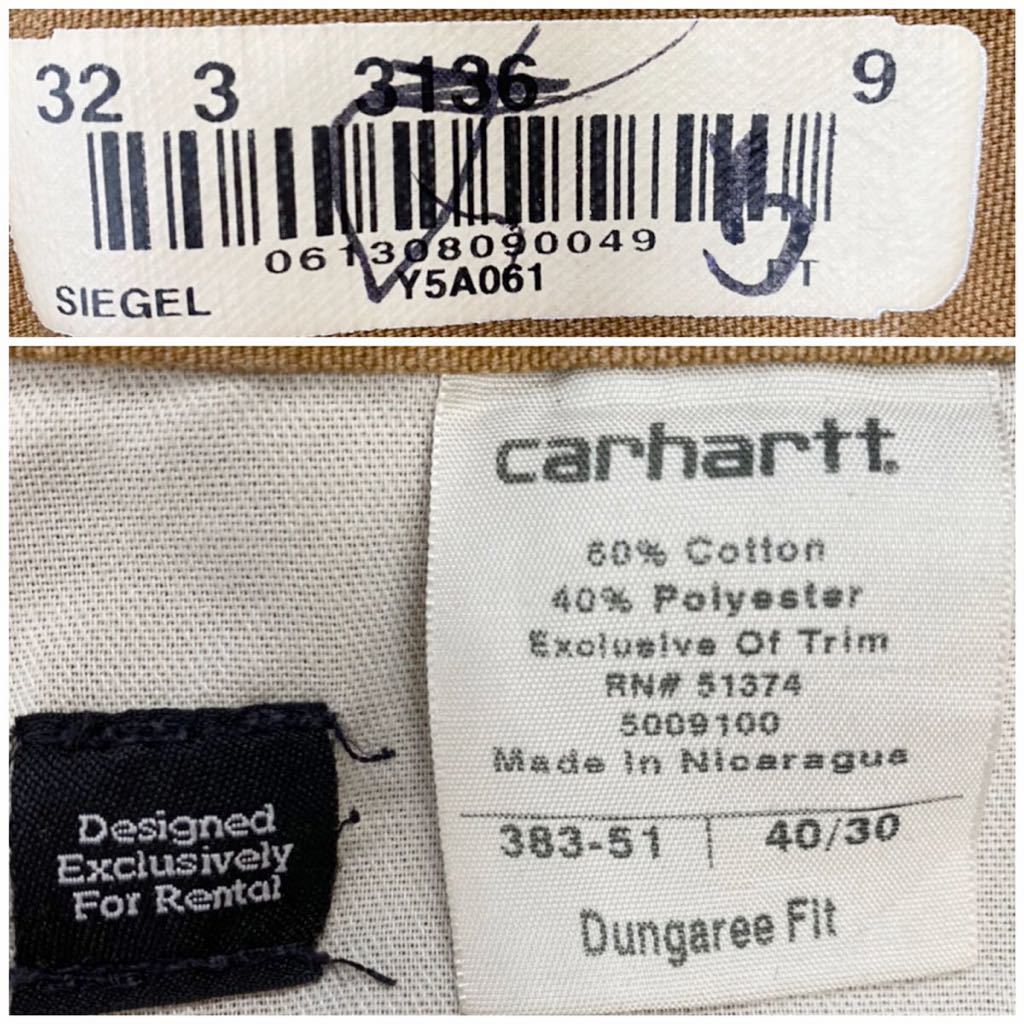 32 3 3136 9
061308090049
SIEGEL Y5A061
carhartt®
60% Cotton
40% Polyester
Exclusive Of Trim
RN# 51374
5009100
Made In Nicaragua
383-51 | 40/30
Dungaree Fit
Designed
Exclusively
For Rental